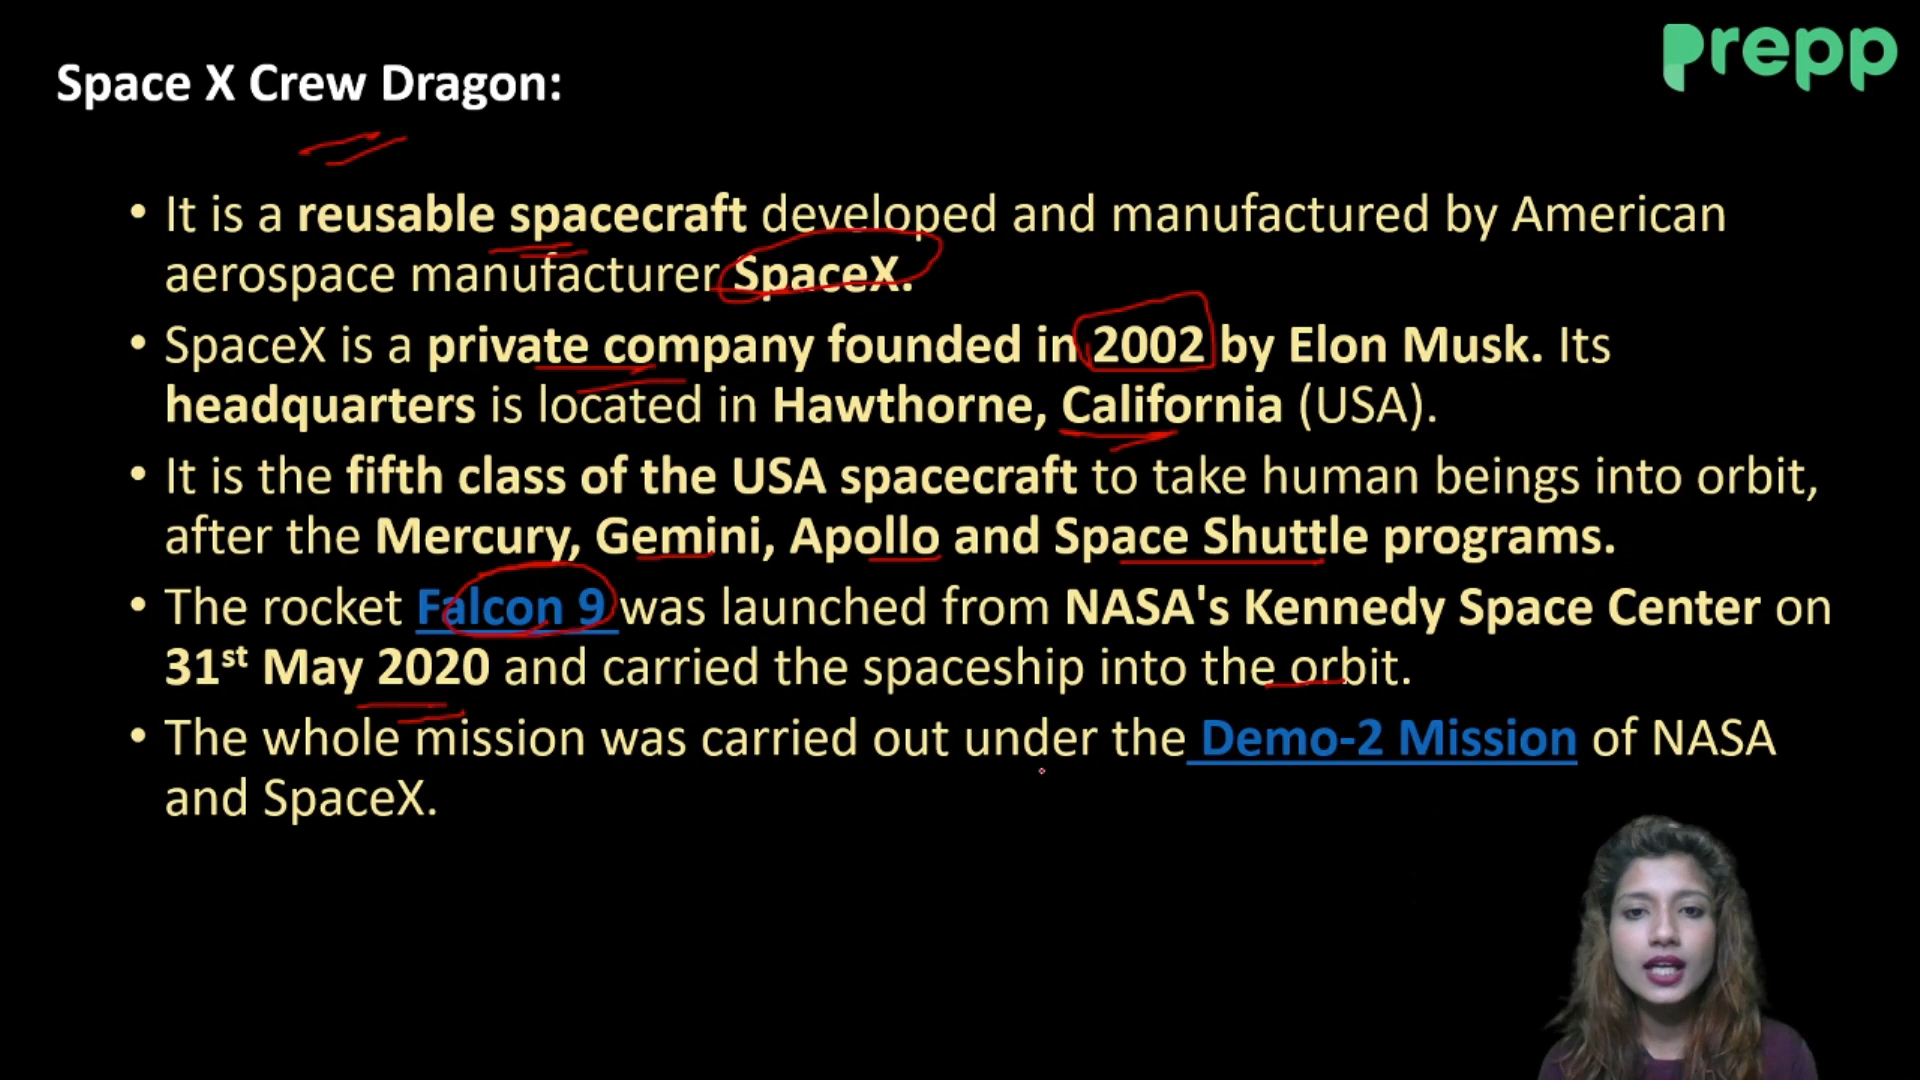 prepp
Space X Crew Dragon:
• It is a reusable spacecraft developed and manufactured by American
aerospace manufacturer SpaceX.
• SpaceX is a private company founded in 2002 by Elon Musk. Its
headquarters is located in Hawthorne, California (USA).
• It is the fifth class of the USA spacecraft to take human beings into orbit,
after the Mercury, Gemini, Apollo and Space Shuttle programs.
• The rocket Falcon 9 was launched from NASA's Kennedy Space Center on
31st May 2020 and carried the spaceship into the orbit.
• The whole mission was carried out under the Demo-2 Mission of NASA
and SpaceX.